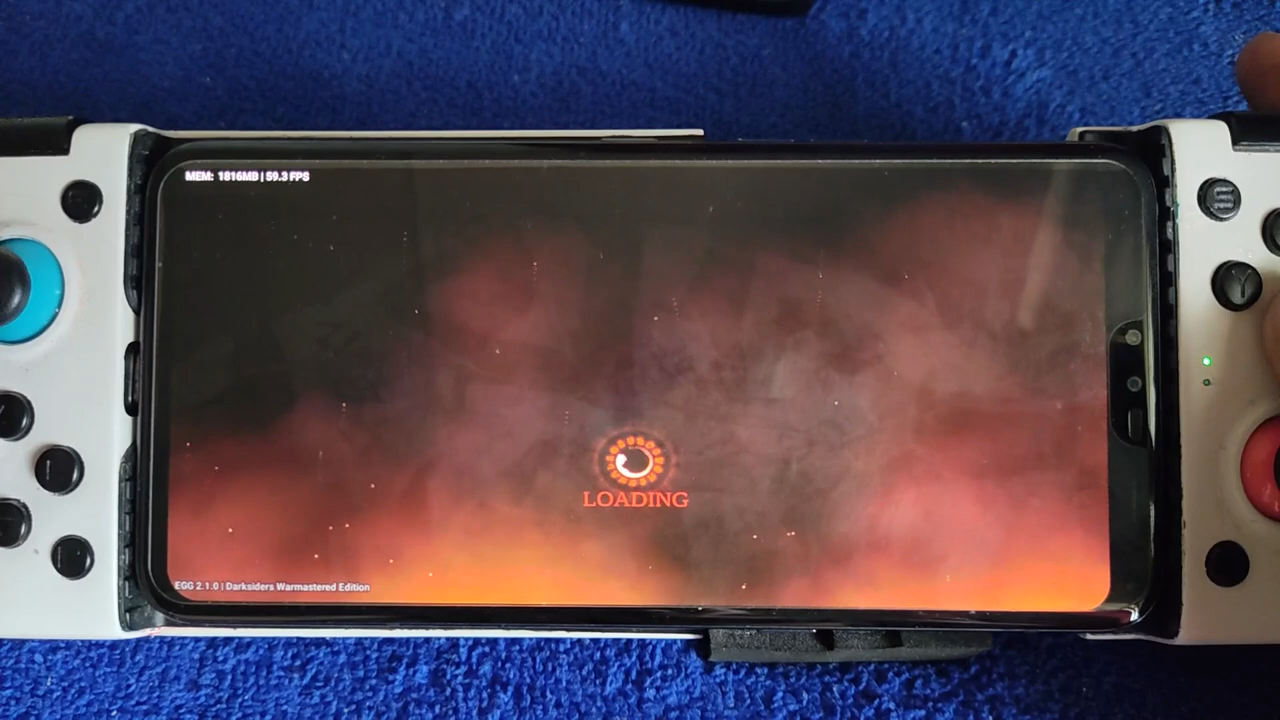 MEM: 1816MB | 59.3 FPS
Y
LOADING
EGG 2.1.0 | Darksiders Warmastered Edition